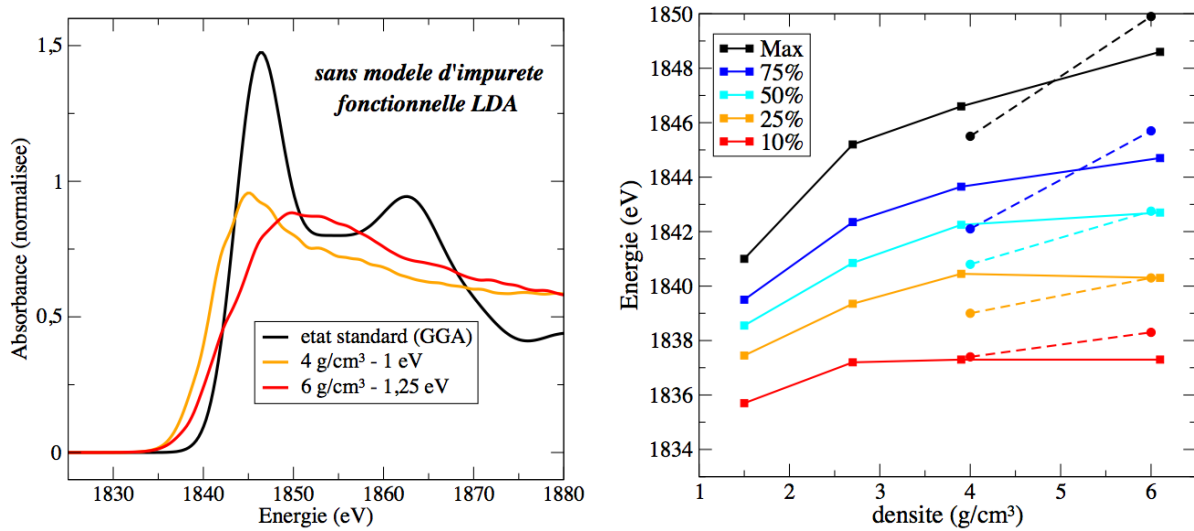 1,5
1
0,5
0
Absorbance (normalisee)
sans modele d'impurete
fonctionnelle LDA
etat standard (GGA)
4 g/cm³ - 1 eV
6 g/cm³ - 1,25 eV
1830 1840 1850 1860 1870 1880
Energie (eV)
1850
1848
1846
1844
1842
1840
1838
1836
1834
Energie (eV)
Max
75%
50%
25%
10%
1 2 3 4 5 6
densite (g/cm³)